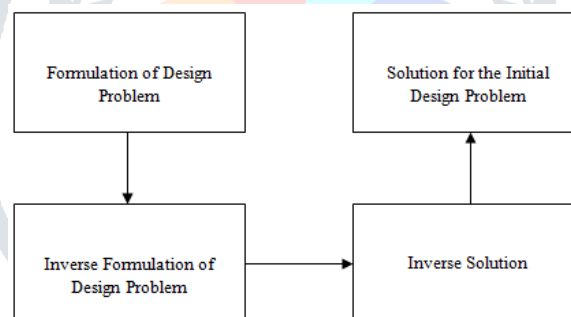 Formulation of Design
Problem
Solution for the Initial
Design Problem
Inverse Formulation of
Design Problem
Inverse Solution